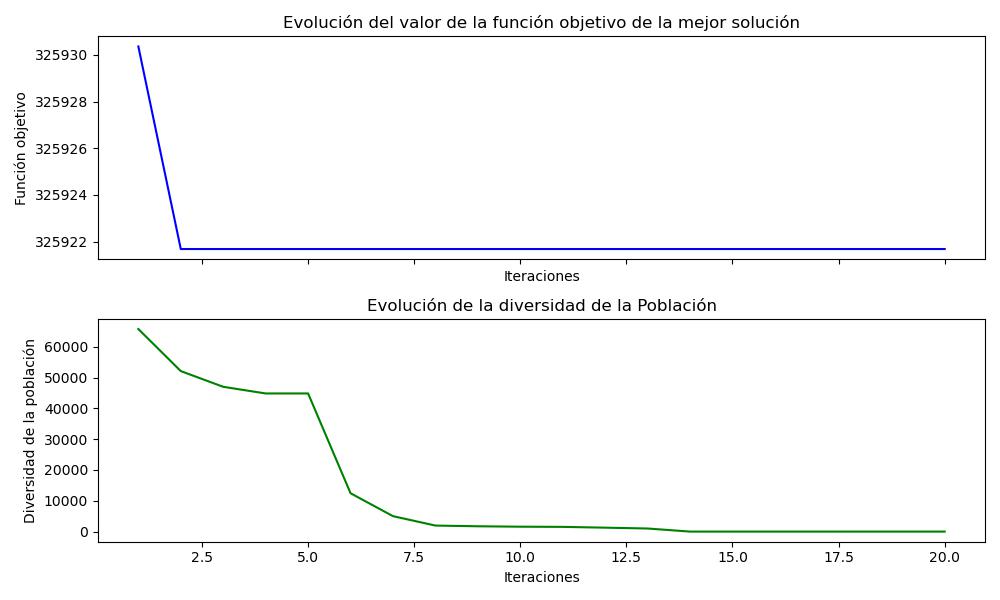 Evolución del valor de la función objetivo de la mejor solución
Función objetivo
325930
325928
325926
325924
325922
Iteraciones
Evolución de la diversidad de la Población
Diversidad de la población
60000
50000
40000
30000
20000
10000
0
2.5 5.0 7.5 10.0 12.5 15.0 17.5 20.0
Iteraciones